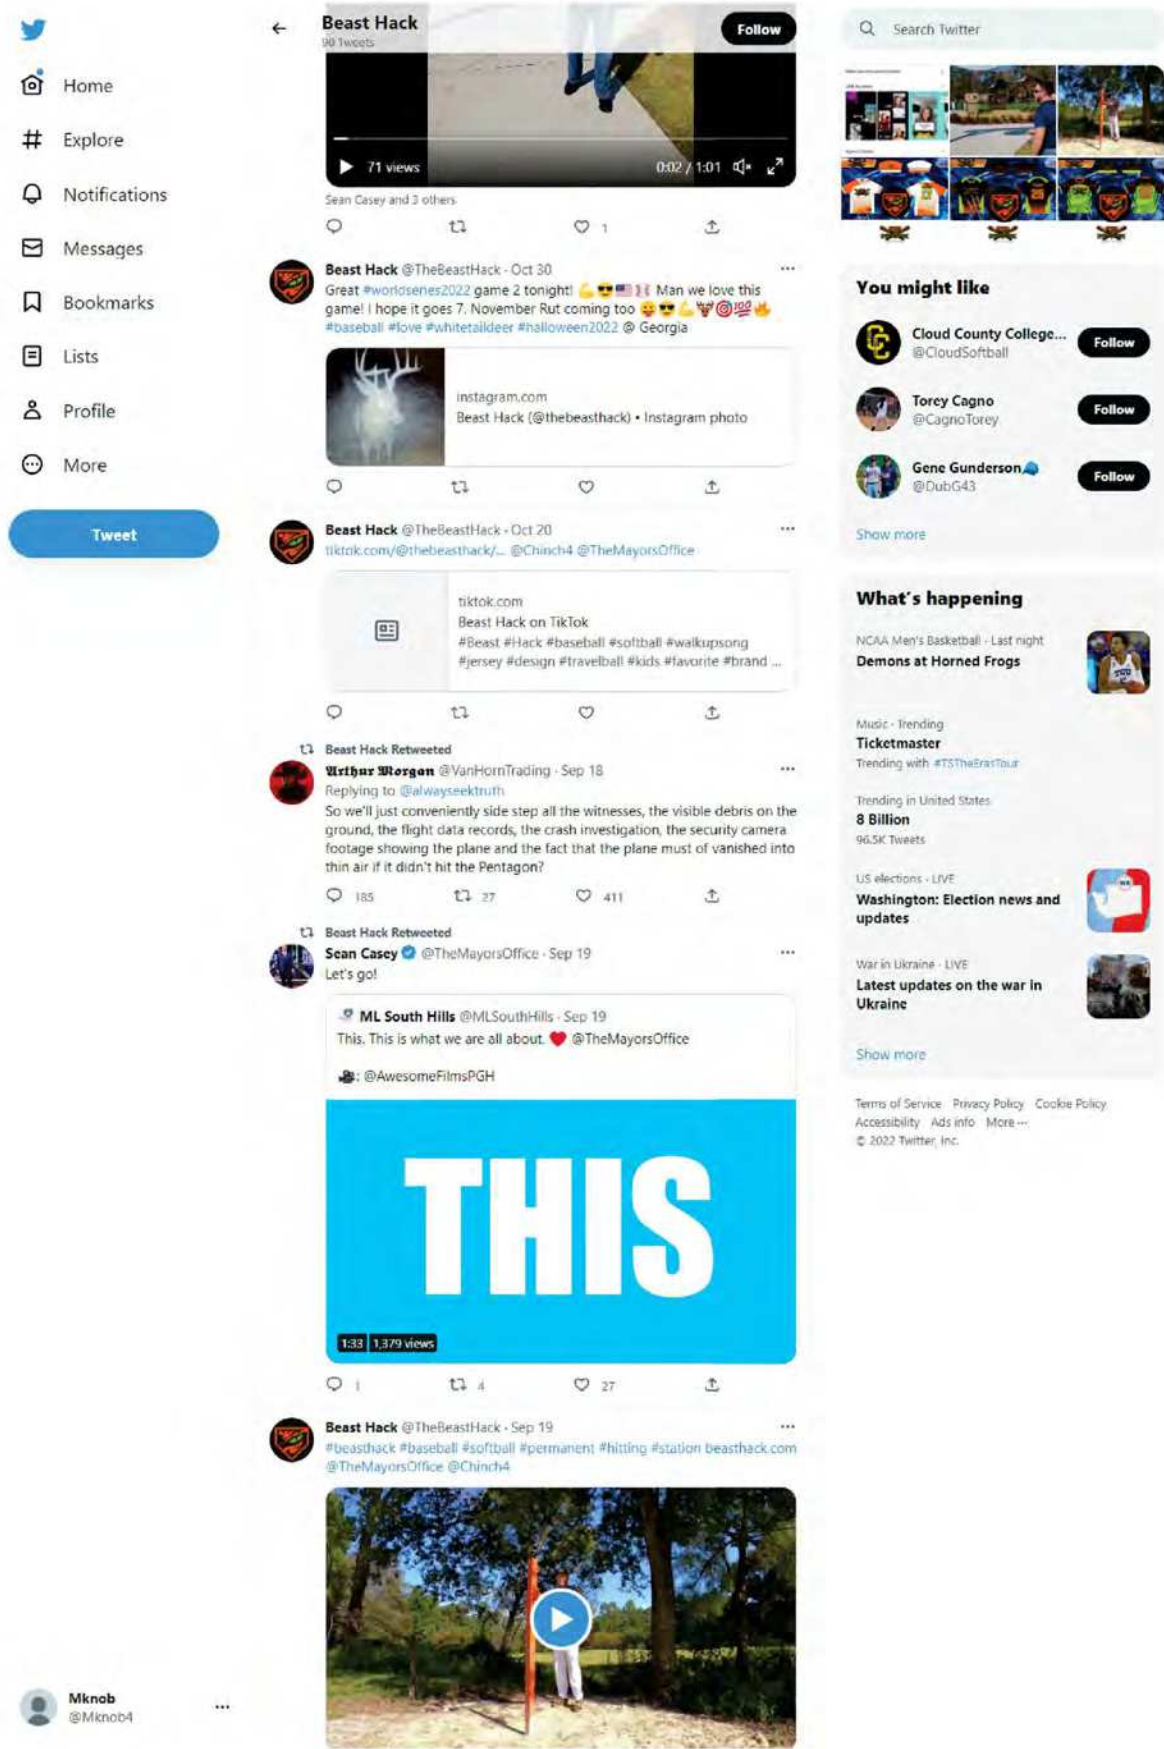 Home
Explore
Notifications
Messages
Bookmarks
Lists
Profile
More
Tweet
Mknob
@Mknob4
Beast Hack
90 Tweets
Follow
71 views
0:02 / 1:01
Sean Casey and 3 others
1
Beast Hack @TheBeastHack · Oct 30
Great #worldseries2022 game 2 tonight! 💪😎🇺🇸 Man we love this
game! I hope it goes 7. November Rut coming too 😜😎💪🦌🎯💯🔥
#baseball #love #whitetaildeer #halloween2022 @ Georgia
instagram.com
Beast Hack (@thebeasthack) • Instagram photo
Beast Hack @TheBeastHack · Oct 20
tiktok.com/@thebeasthack/... @Chinch4 @TheMayorsOffice
tiktok.com
Beast Hack on TikTok
#Beast #Hack #baseball #softball #walkupsong
#jersey #design #travelball #kids #favorite #brand ...
Beast Hack Retweeted
Arthur Morgan @VanHornTrading · Sep 18
Replying to @alwayseektruth
So we'll just conveniently side step all the witnesses, the visible debris on the
ground, the flight data records, the crash investigation, the security camera
footage showing the plane and the fact that the plane must of vanished into
thin air if it didn't hit the Pentagon?
185 27 411
Beast Hack Retweeted
Sean Casey @TheMayorsOffice · Sep 19
Let's go!
ML South Hills @MLSouthHills · Sep 19
This. This is what we are all about. ❤️ @TheMayorsOffice
🎥: @AwesomeFilmsPGH
THIS
1:33 1,379 views
1 4 27
Beast Hack @TheBeastHack · Sep 19
#beasthack #baseball #softball #permanent #hitting #station beasthack.com
@TheMayorsOffice @Chinch4
Search Twitter
You might like
Cloud County College...
@CloudSoftball
Follow
Torey Cagno
@CagnoTorey
Follow
Gene Gunderson🧢
@DubG43
Follow
Show more
What's happening
NCAA Men's Basketball · Last night
Demons at Horned Frogs
Music · Trending
Ticketmaster
Trending with #TSTheErasTour
Trending in United States
8 Billion
96.5K Tweets
US elections · LIVE
Washington: Election news and
updates
War in Ukraine · LIVE
Latest updates on the war in
Ukraine
Show more
Terms of Service Privacy Policy Cookie Policy
Accessibility Ads info More ...
© 2022 Twitter, Inc.